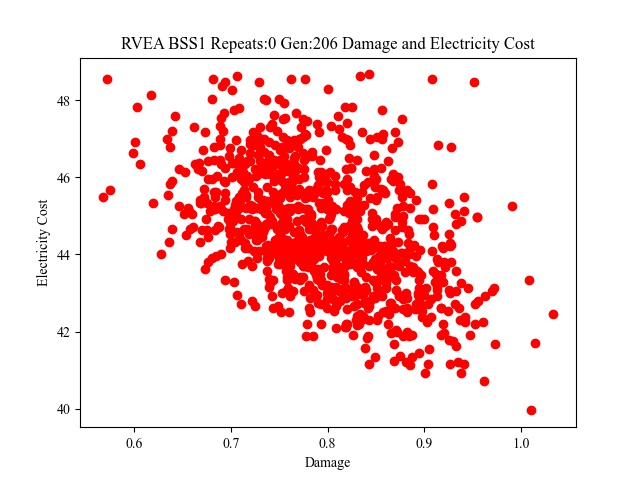 RVEA BSS1 Repeats:0 Gen:206 Damage and Electricity Cost
48
46
44
42
40
Electricity Cost
0.6 0.7 0.8 0.9 1.0
Damage